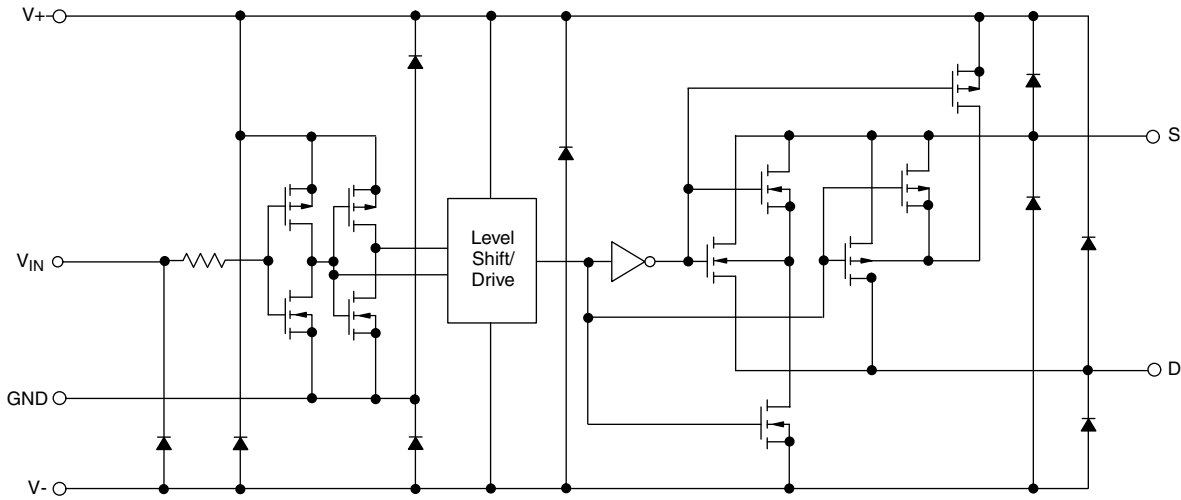 V+
S
Level
Shift/
Drive
VIN
D
GND
V-